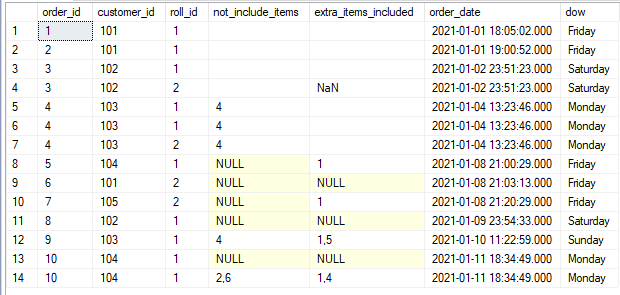 order_id customer_id roll_id not_include_items extra_items_included order_date dow
1 1 101 1 2021-01-01 18:05:02.000 Friday
2 2 101 1 2021-01-01 19:00:52.000 Friday
3 3 102 1 2021-01-02 23:51:23.000 Saturday
4 3 102 2 NaN 2021-01-02 23:51:23.000 Saturday
5 4 103 1 4 2021-01-04 13:23:46.000 Monday
6 4 103 1 4 2021-01-04 13:23:46.000 Monday
7 4 103 2 4 2021-01-04 13:23:46.000 Monday
8 5 104 1 NULL 1 2021-01-08 21:00:29.000 Friday
9 6 101 2 NULL NULL 2021-01-08 21:03:13.000 Friday
10 7 105 2 NULL 1 2021-01-08 21:20:29.000 Friday
11 8 102 1 NULL NULL 2021-01-09 23:54:33.000 Saturday
12 9 103 1 4 1,5 2021-01-10 11:22:59.000 Sunday
13 10 104 1 NULL NULL 2021-01-11 18:34:49.000 Monday
14 10 104 1 2,6 1,4 2021-01-11 18:34:49.000 Monday